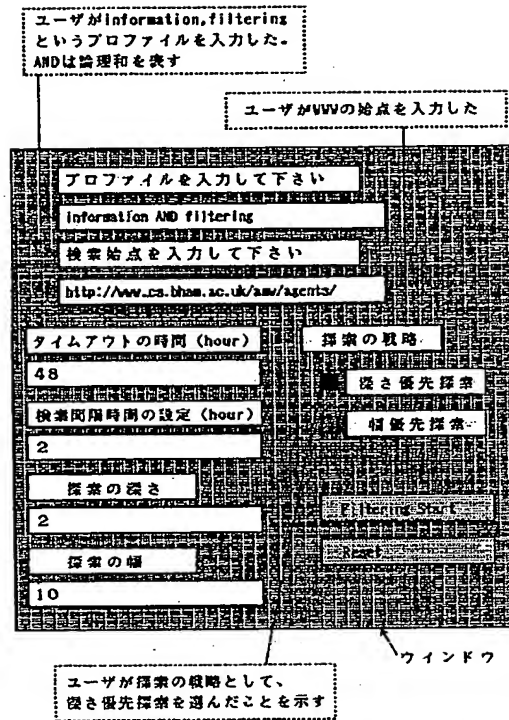 ユーザがinformation,filtering
というプロファイルを入力した。
ANDは論理和を表す
ユーザがWWWの始点を入力した
プロファイルを入力して下さい
information AND filtering
検索始点を入力して下さい
http://www.cs.bham.ac.uk/amw/agents/
タイムアウトの時間 (hour)
探索の戦略
48
深さ優先探索
検索間隔時間の設定 (hour)
幅優先探索
2
探索の深さ
2
Filtering Start
Reset
探索の幅
10
ウインドウ
ユーザが探索の戦略として、
深さ優先探索を選んだことを示す